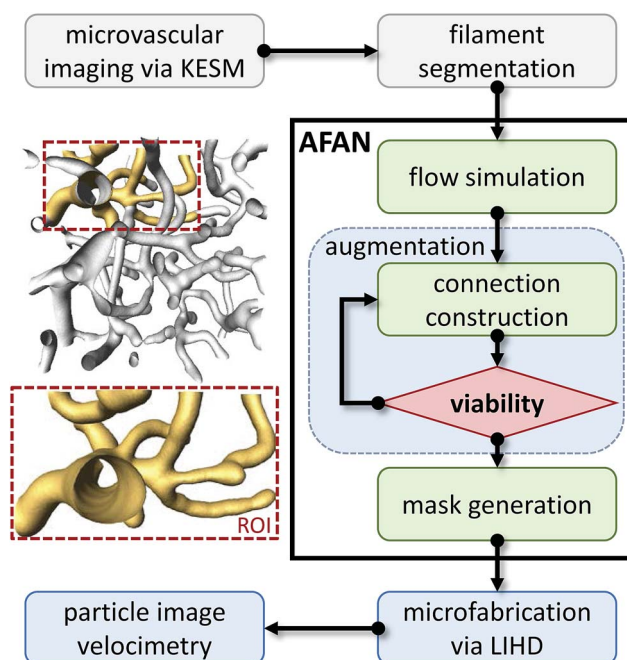 microvascular
imaging via KESM
filament
segmentation
AFAN
flow simulation
augmentation
connection
construction
viability
mask generation
ROI
particle image
velocimetry
microfabrication
via LIHD